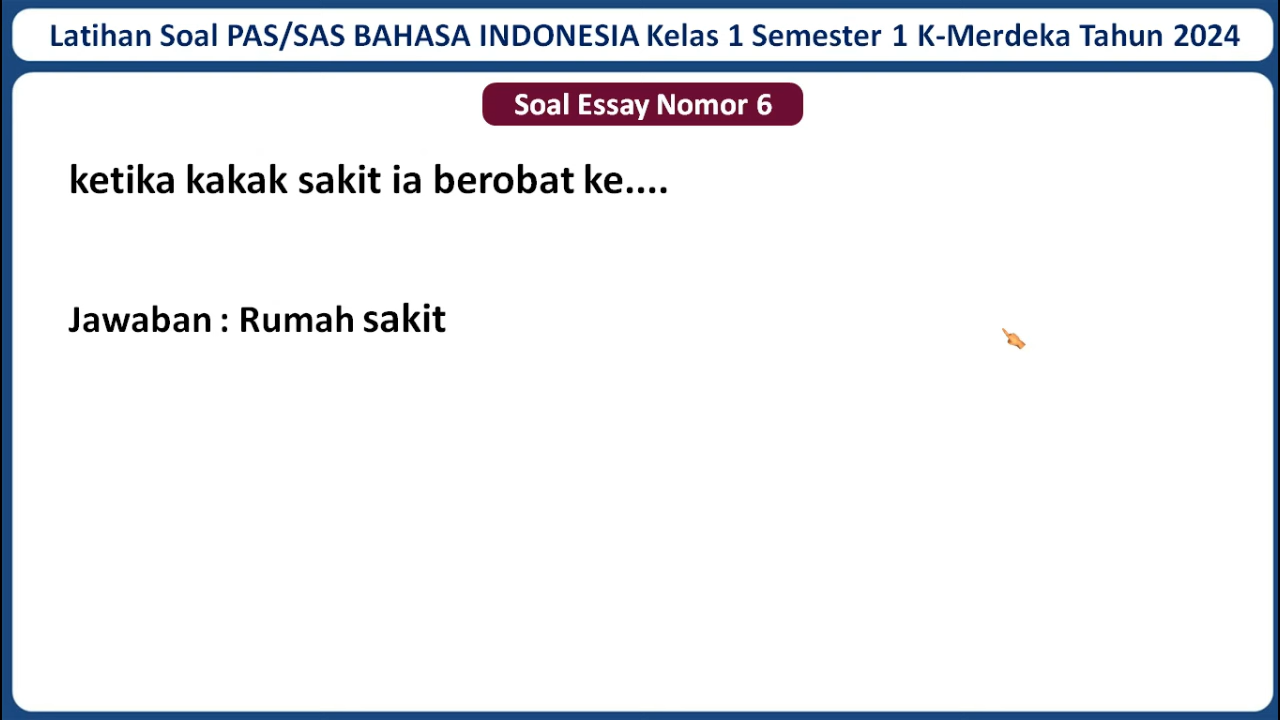 Latihan Soal PAS/SAS BAHASA INDONESIA Kelas 1 Semester 1 K-Merdeka Tahun 2024
Soal Essay Nomor 6
ketika kakak sakit ia berobat ke....
Jawaban : Rumah sakit